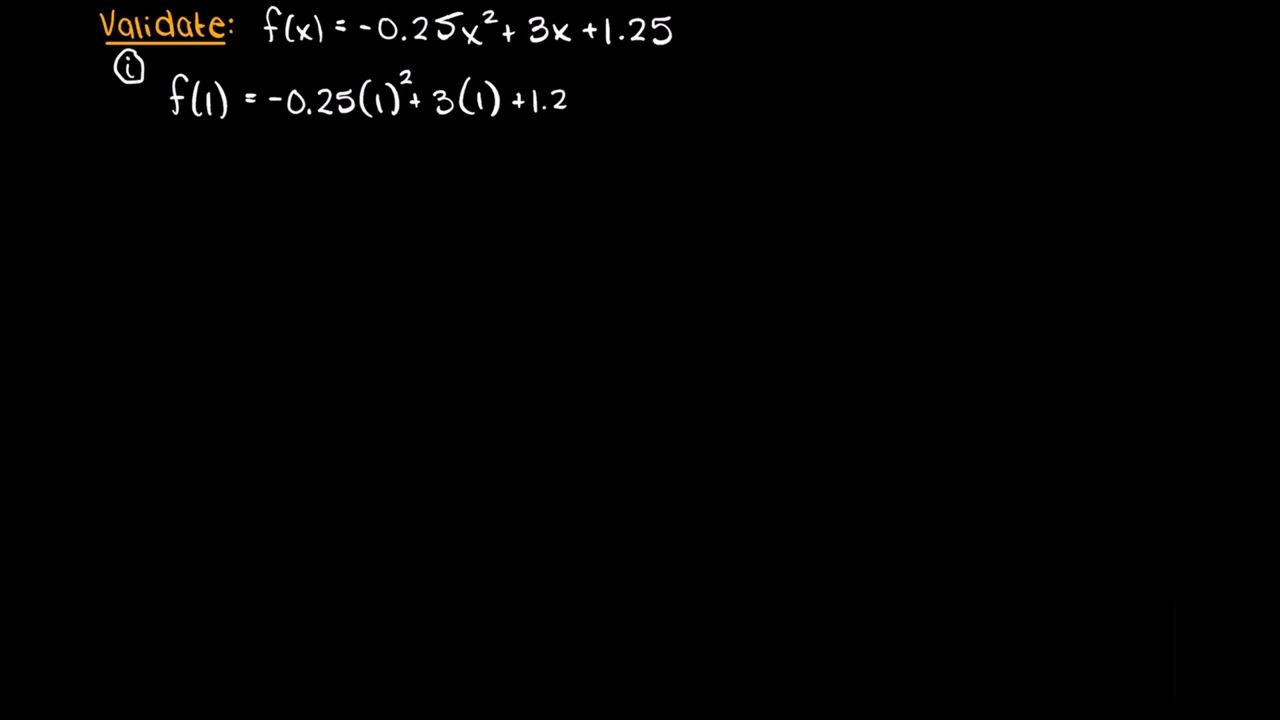 Validate: f(x) = -0.25x² + 3x + 1.25
ⓘ
f(1) = -0.25(1)² + 3(1) + 1.2